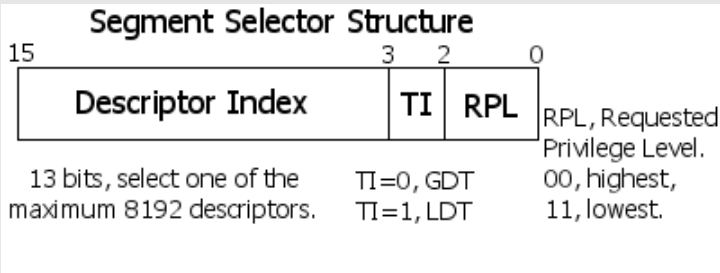 Segment Selector Structure
15 3 2 0
Descriptor Index TI RPL
RPL, Requested
Privilege Level.
00, highest,
11, lowest.
13 bits, select one of the
maximum 8192 descriptors.
TI=0, GDT
TI=1, LDT